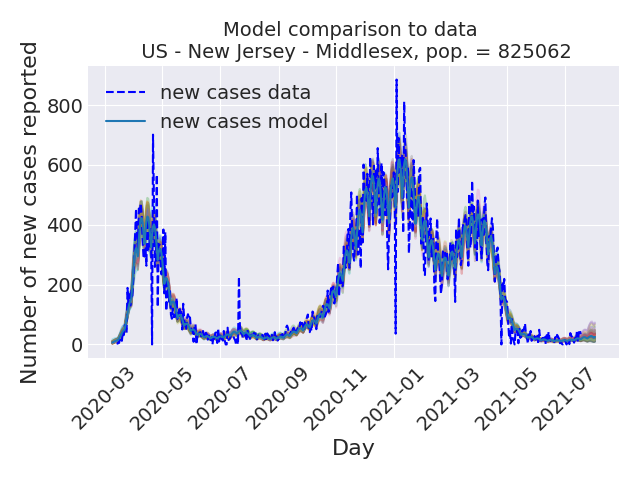 Model comparison to data
US - New Jersey - Middlesex, pop. = 825062
Number of new cases reported
800
600
400
200
0
new cases data
new cases model
2020-03
2020-05
2020-07
2020-09
2020-11
2021-01
2021-03
2021-05
2021-07
Day